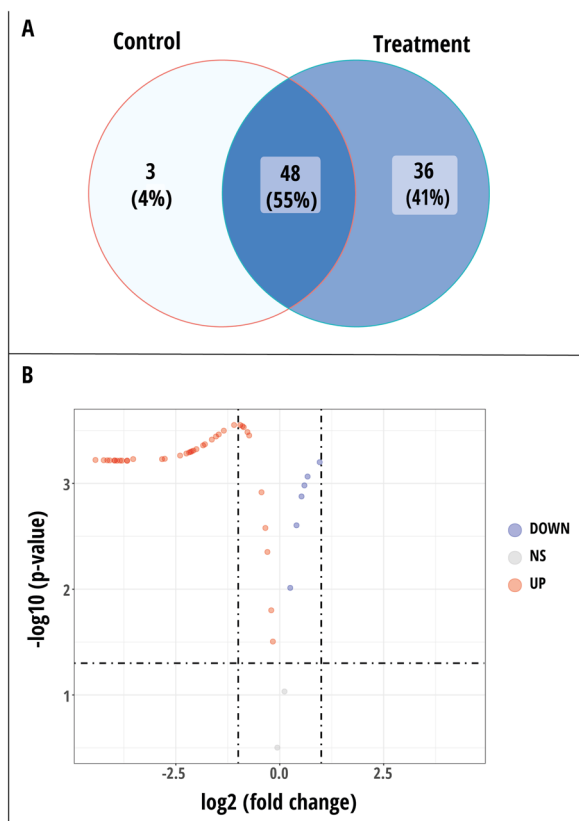 A
Control
Treatment
3
(4%)
48
(55%)
36
(41%)
B
-log10 (p-value)
3
2
1
-2.5
0.0
2.5
log2 (fold change)
DOWN
NS
UP